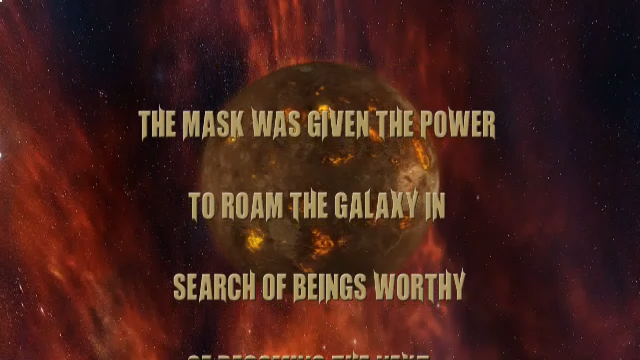 THE MASK WAS GIVEN THE POWER
TO ROAM THE GALAXY IN
SEARCH OF BEINGS WORTHY